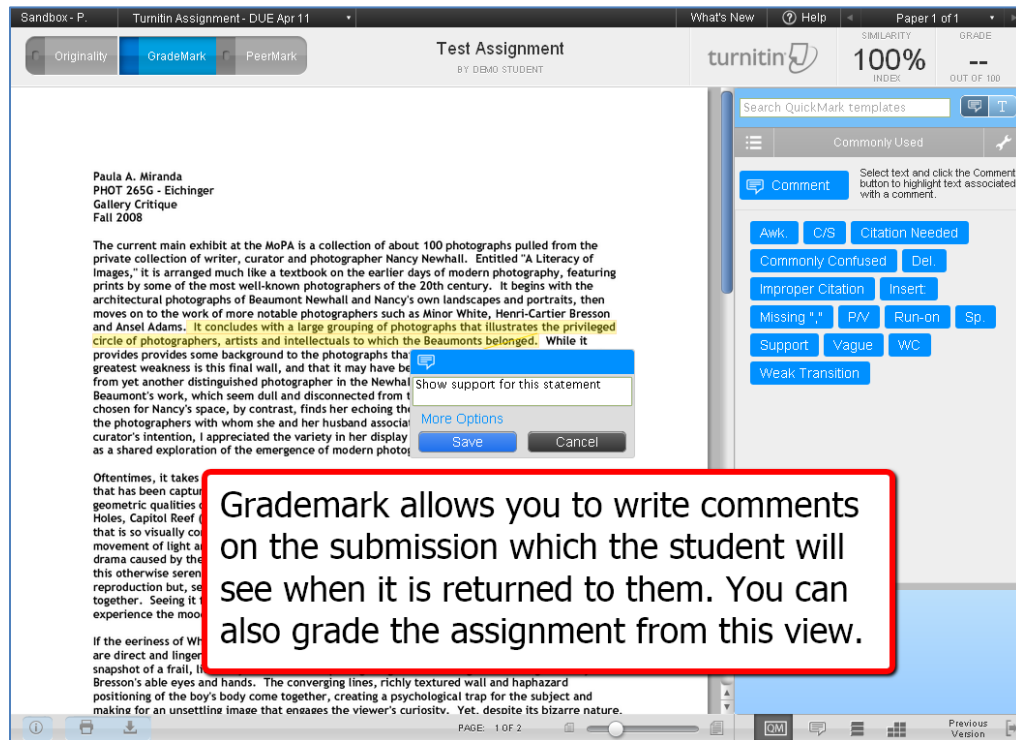 Sandbox - P.
Turnitin Assignment - DUE Apr 11
What's New
Help
Paper 1 of 1
Originality
GradeMark
PeerMark
Test Assignment
BY DEMO STUDENT
turnitin
SIMILARITY
100%
INDEX
GRADE
--
OUT OF 100
Search QuickMark templates
T
Commonly Used
Comment
Select text and click the Comment
button to highlight text associated
with a comment.
Awk.
C/S
Citation Needed
Commonly Confused
Del.
Improper Citation
Insert:
Missing ","
P/V
Run-on
Sp.
Support
Vague
WC
Weak Transition
Paula A. Miranda
PHOT 265G - Eichinger
Gallery Critique
Fall 2008
The current main exhibit at the MoPA is a collection of about 100 photographs pulled from the
private collection of writer, curator and photographer Nancy Newhall. Entitled "A Literacy of
Images," it is arranged much like a textbook on the earlier days of modern photography, featuring
prints by some of the most well-known photographers of the 20th century. It begins with the
architectural photographs of Beaumont Newhall and Nancy's own landscapes and portraits, then
moves on to the work of more notable photographers such as Minor White, Henri-Cartier Bresson
and Ansel Adams. It concludes with a large grouping of photographs that illustrates the privileged
circle of photographers, artists and intellectuals to which the Beaumonts belonged. While it
provides provides some background to the photographs
greatest weakness is this final wall, and that it may have
from yet another distinguished photographer in the
Beaumont's work, which seem dull and disconnected from
chosen for Nancy's space, by contrast, finds her echoing
the photographers with whom she and her husband
curator's intention, I appreciated the variety in her display
as a shared exploration of the emergence of modern
Show support for this statement
More Options
Save
Cancel
Oftentimes, it takes
that has been
geometric qualities
Holes, Capitol Reef
that is so visually
movement of light
drama caused by the
this otherwise
reproduction but,
together. Seeing it
experience the
If the eeriness of
are direct and
snapshot of a frail,
Bresson's able eyes and hands. The converging lines, richly textured wall and haphazard
positioning of the boy's body come together, creating a psychological trap for the subject and
making for an unsettling image that engages the viewer's curiosity. Yet, despite its bizarre nature,
Grademark allows you to write comments
on the submission which the student will
see when it is returned to them. You can
also grade the assignment from this view.
PAGE: 1 OF 2
QM
Previous
Version